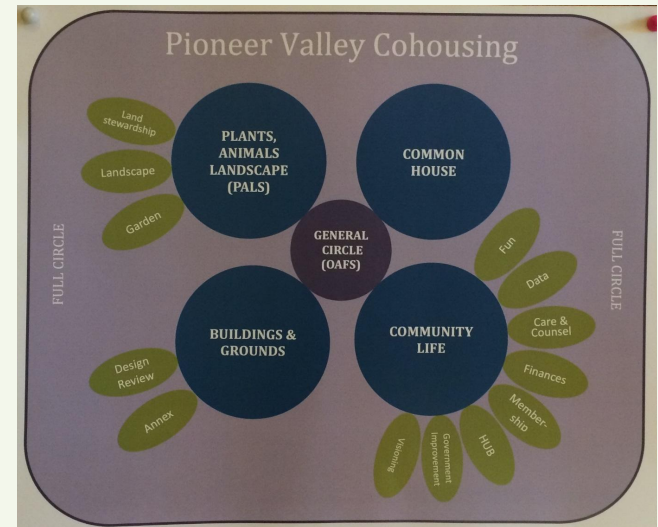 Pioneer Valley Cohousing
FULL CIRCLE
Land
stewardship
Landscape
Garden
PLANTS,
ANIMALS
LANDSCAPE
(PALS)
COMMON
HOUSE
GENERAL
CIRCLE
(OAFS)
BUILDINGS &
GROUNDS
Design
Review
Annex
COMMUNITY
LIFE
Fun
Data
Care &
Counsel
Finances
Member-
ship
HUB
Government
improvement
Visioning
FULL CIRCLE